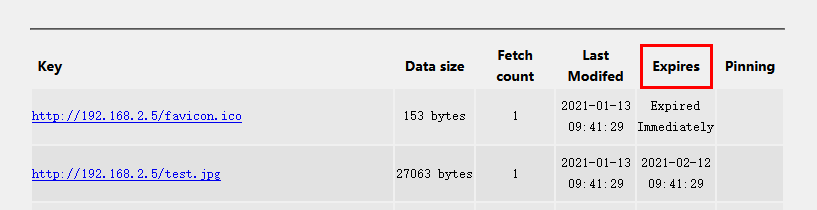 Key Data size Fetch count Last Modifed Expires Pinning
http://192.168.2.5/favicon.ico 153 bytes 1 2021-01-13 09:41:29 Expired Immediately
http://192.168.2.5/test.jpg 27063 bytes 1 2021-01-13 09:41:29 2021-02-12 09:41:29